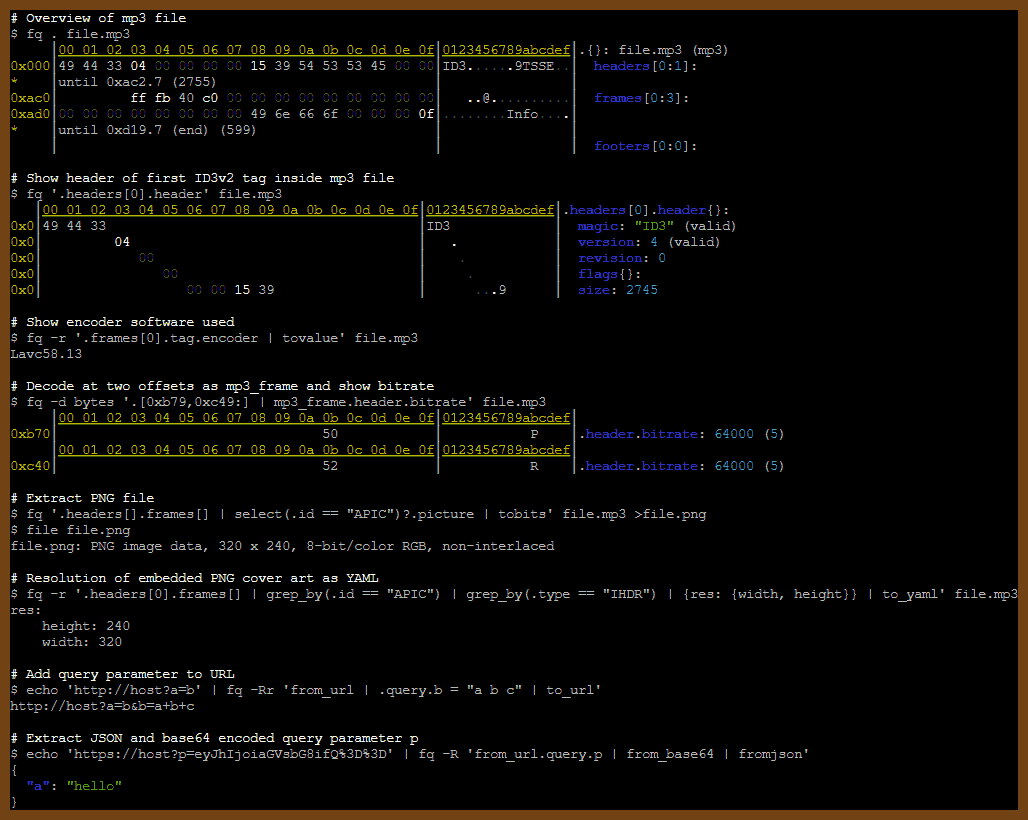 # Overview of mp3 file
$ fq . file.mp3
     |00 01 02 03 04 05 06 07 08 09 0a 0b 0c 0d 0e 0f|0123456789abcdef|.{}: file.mp3 (mp3)
0x000|49 44 33 04 00 00 00 00 00 15 39 54 53 53 45 00 00|ID3......9TSSE..|  headers[0:1]:
*    |until 0xac2.7 (2755)                            |                |
0xac0|         ff fb 40 c0 00 00 00 00 00 00 00 00 00|   ..@..........|  frames[0:3]:
0xad0|00 00 00 00 00 00 00 00 49 6e 66 6f 00 00 00 0f|........Info....|
*    |until 0xd19.7 (end) (599)                       |                |
     |                                               |                |  footers[0:0]:
# Show header of first ID3v2 tag inside mp3 file
$ fq '.headers[0].header' file.mp3
   |00 01 02 03 04 05 06 07 08 09 0a 0b 0c 0d 0e 0f|0123456789abcdef|.headers[0].header{}:
0x0|49 44 33                                       |ID3             |  magic: "ID3" (valid)
0x0|         04                                    |   .            |  version: 4 (valid)
0x0|            00                                 |    .           |  revision: 0
0x0|               00                              |     .          |  flags{}:
0x0|                  00 00 15 39                  |      ...9      |  size: 2745
# Show encoder software used
$ fq -r '.frames[0].tag.encoder | tovalue' file.mp3
Lavc58.13
# Decode at two offsets as mp3_frame and show bitrate
$ fq -d bytes '.[0xb79,0xc49:] | mp3_frame.header.bitrate' file.mp3
     |00 01 02 03 04 05 06 07 08 09 0a 0b 0c 0d 0e 0f|0123456789abcdef|
0xb70|                                 50            |           P    |.header.bitrate: 64000 (5)
     |00 01 02 03 04 05 06 07 08 09 0a 0b 0c 0d 0e 0f|0123456789abcdef|
0xc40|                                 52            |           R    |.header.bitrate: 64000 (5)
# Extract PNG file
$ fq '.headers[].frames[] | select(.id == "APIC")?.picture | tobits' file.mp3 >file.png
$ file file.png
file.png: PNG image data, 320 x 240, 8-bit/color RGB, non-interlaced
# Resolution of embedded PNG cover art as YAML
$ fq -r '.headers[0].frames[] | grep_by(.id == "APIC") | grep_by(.type == "IHDR") | {res: {width, height}} | to_yaml' file.mp3
res:
    height: 240
    width: 320
# Add query parameter to URL
$ echo 'http://host?a=b' | fq -Rr 'from_url | .query.b = "a b c" | to_url'
http://host?a=b&b=a+b+c
# Extract JSON and base64 encoded query parameter p
$ echo 'https://host?p=eyJhIjoiaGVsbG8ifQ%3D%3D' | fq -R 'from_url.query.p | from_base64 | fromjson'
{
  "a": "hello"
}